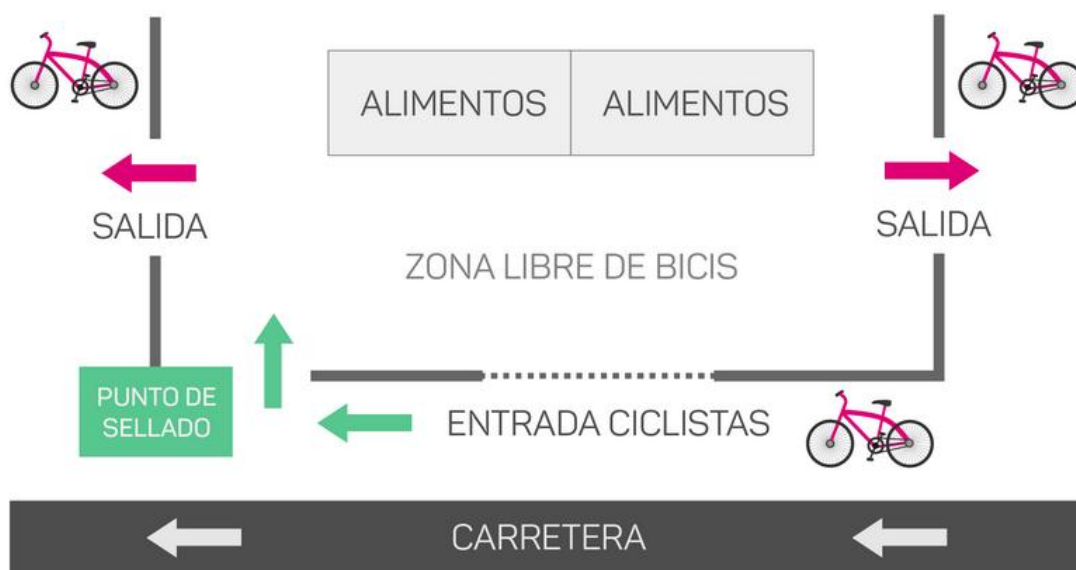 ALIMENTOS
ALIMENTOS
SALIDA
SALIDA
ZONA LIBRE DE BICIS
PUNTO DE
SELLADO
ENTRADA CICLISTAS
CARRETERA